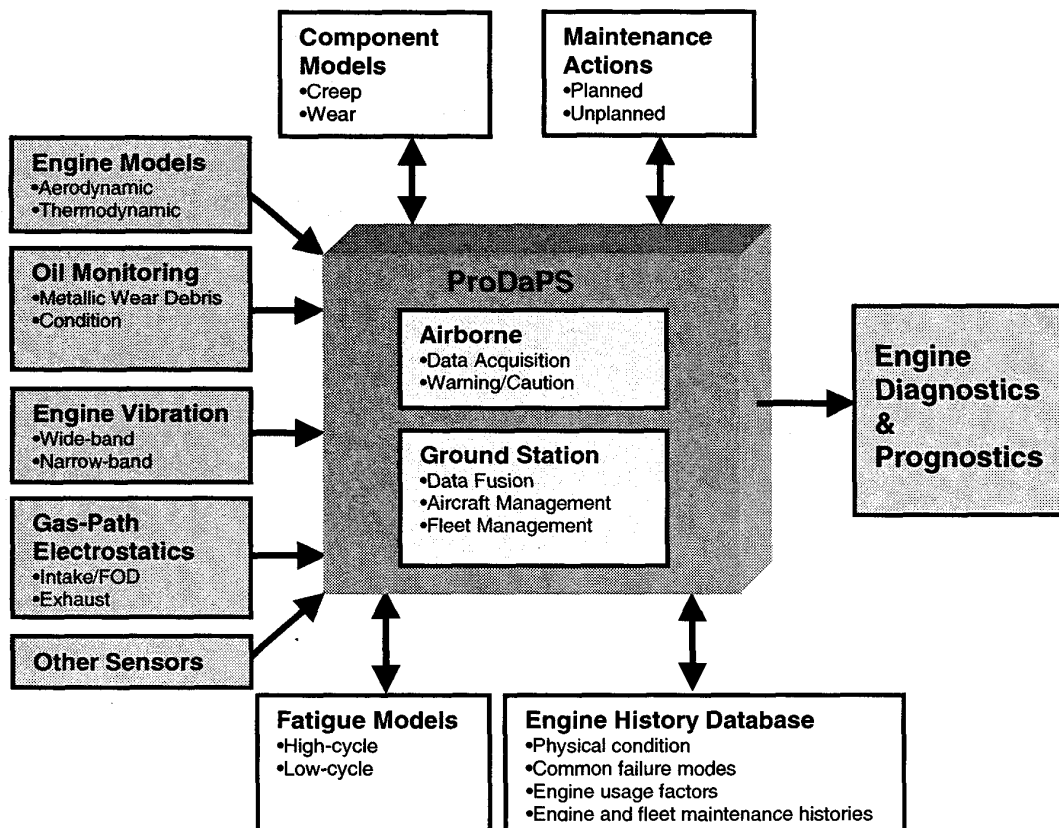 Component
Models
•Creep
•Wear
Maintenance
Actions
•Planned
•Unplanned
Engine Models
•Aerodynamic
•Thermodynamic
Oil Monitoring
•Metallic Wear Debris
•Condition
Engine Vibration
•Wide-band
•Narrow-band
Gas-Path
Electrostatics
•Intake/FOD
•Exhaust
Other Sensors
ProDaPS
Airborne
•Data Acquisition
•Warning/Caution
Ground Station
•Data Fusion
•Aircraft Management
•Fleet Management
Engine
Diagnostics
&
Prognostics
Fatigue Models
•High-cycle
•Low-cycle
Engine History Database
•Physical condition
•Common failure modes
•Engine usage factors
•Engine and fleet maintenance histories